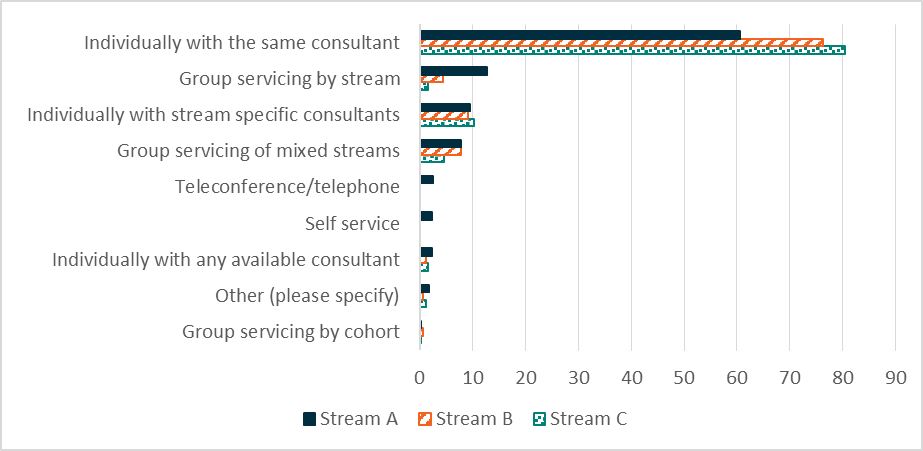 Individually with the same consultant
Group servicing by stream
Individually with stream specific consultants
Group servicing of mixed streams
Teleconference/telephone
Self service
Individually with any available consultant
Other (please specify)
Group servicing by cohort
0 10 20 30 40 50 60 70 80 90
Stream A Stream B Stream C